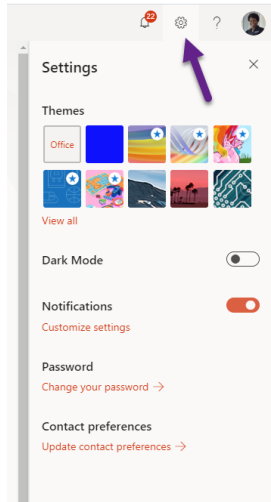 22
?
Settings
Themes
Office
View all
Dark Mode
Notifications
Customize settings
Password
Change your password →
Contact preferences
Update contact preferences →